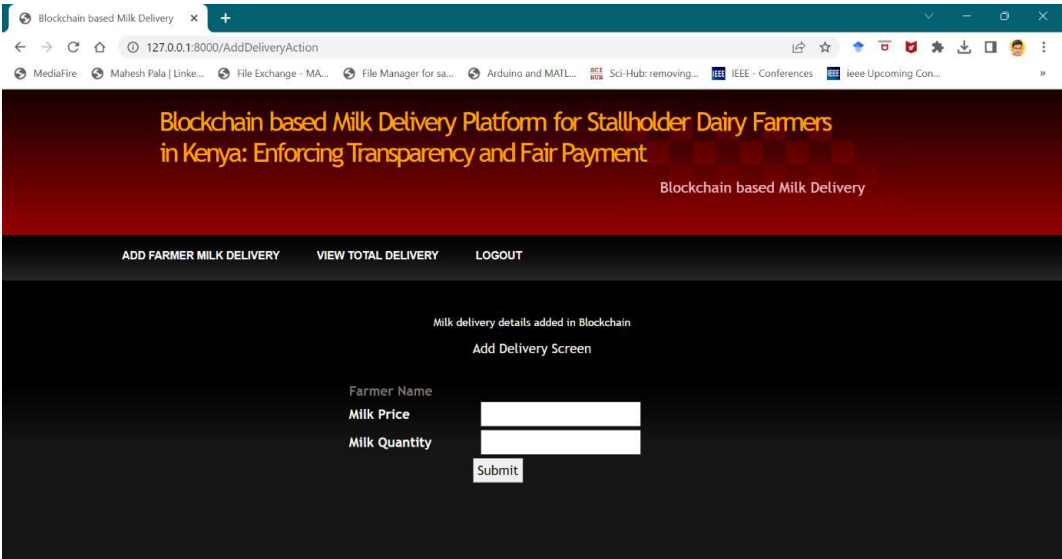 Blockchain based Milk Delivery
127.0.0.1:8000/AddDeliveryAction
MediaFire Mahesh Pala | Linke... File Exchange - MA... File Manager for sa... Arduino and MATL... SCI HUB Sci-Hub: removing... IEEE IEEE - Conferences IEEE ieee Upcoming Con...
Blockchain based Milk Delivery Platform for Stallholder Dairy Farmers
in Kenya: Enforcing Transparency and Fair Payment
Blockchain based Milk Delivery
ADD FARMER MILK DELIVERY VIEW TOTAL DELIVERY LOGOUT
Milk delivery details added in Blockchain
Add Delivery Screen
Farmer Name
Milk Price
Milk Quantity
Submit